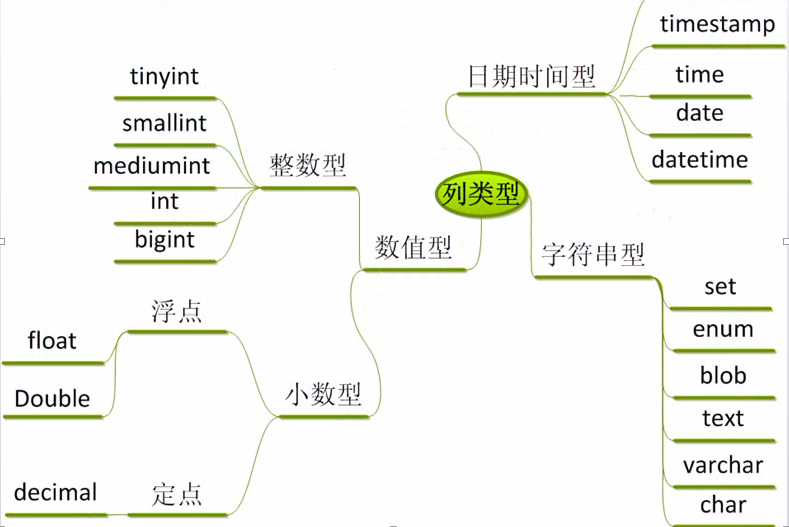 列类型
日期时间型
timestamp
time
date
datetime
数值型
整数型
tinyint
smallint
mediumint
int
bigint
小数型
浮点
float
Double
定点
decimal
字符串型
set
enum
blob
text
varchar
char